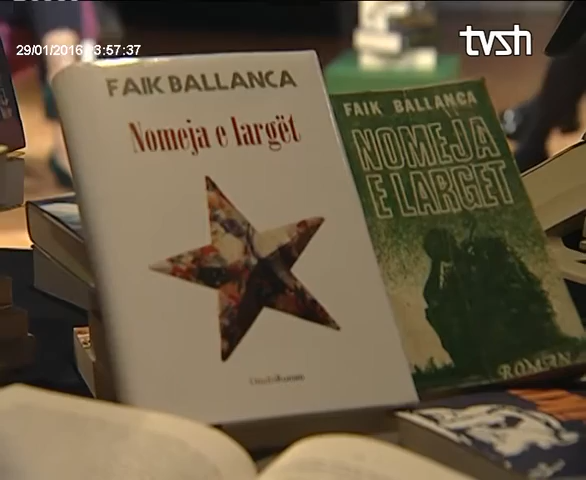 29/01/2016 13:57:37
tvsh
FAIK BALLANCA
Nomeja e largët
FAIK BALLANCA
NOMEJA
E LARGËT
ROMAN